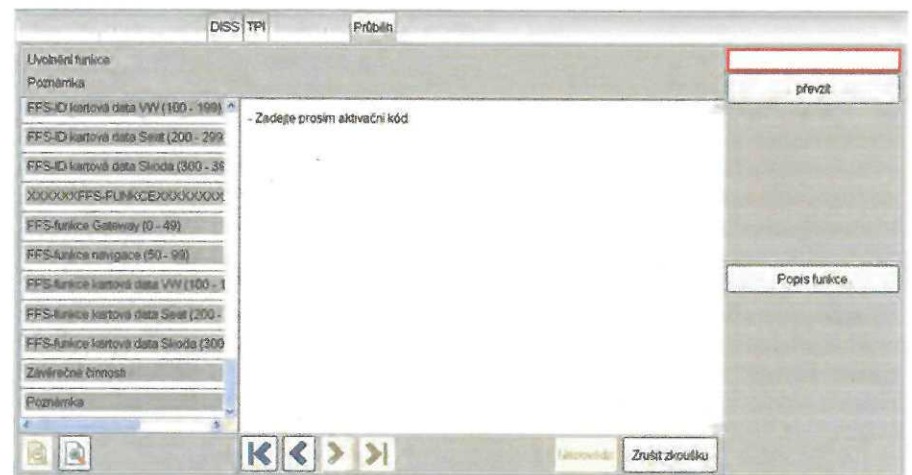 DISS TPI Průběh
Uvolnění funkce
Poznámka
převzít
FFS-ID kartová data VW (100 - 199)
- Zadejte prosím aktivační kód
FFS-ID kartová data Seat (200 - 299
FFS-ID kartová data Skoda (300 - 39
XXXXXXFFS-FUNKCEXXXXXXXX
FFS-funkce Gateway (0 - 49)
FFS-funkce navigace (50 - 99)
FFS-funkce kartová data VW (100 - 1
Popis funkce
FFS-funkce kartová data Seat (200 -
FFS-funkce kartová data Skoda (300
Závěrečné činnosti
Poznámka
Zrušit zkoušku